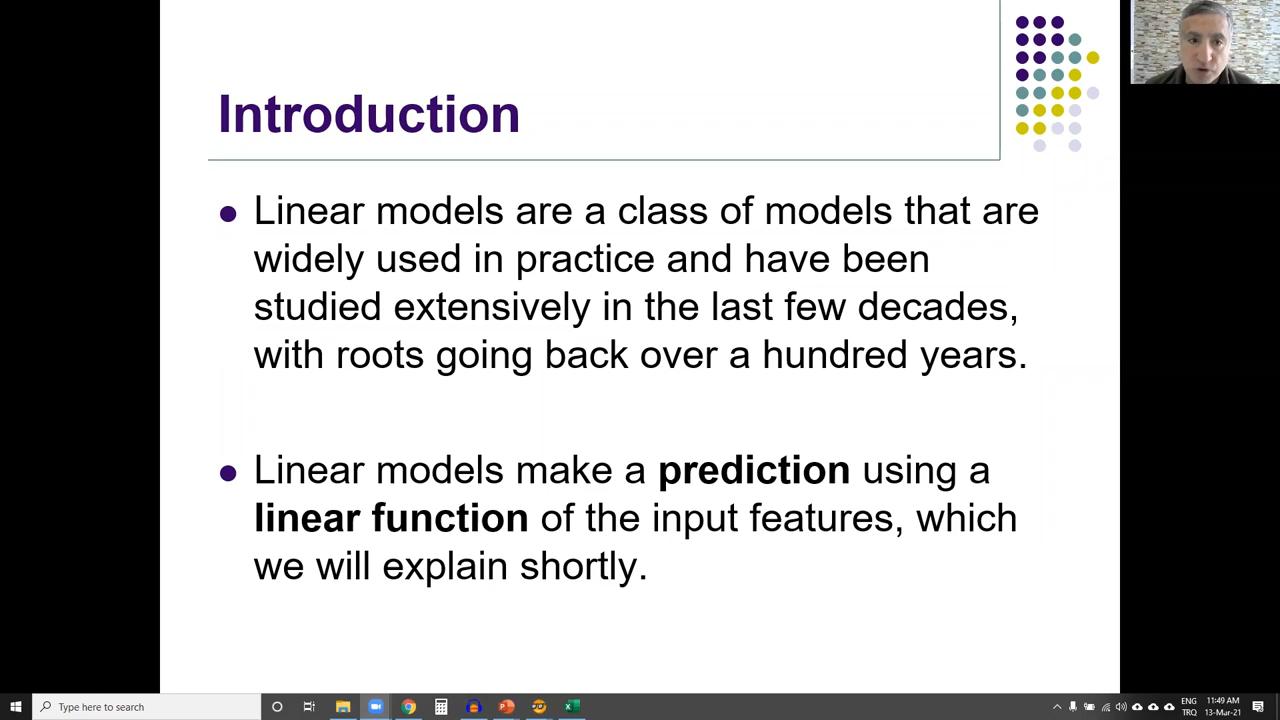 Introduction
Linear models are a class of models that are
widely used in practice and have been
studied extensively in the last few decades,
with roots going back over a hundred years.
Linear models make a prediction using a
linear function of the input features, which
we will explain shortly.
Type here to search
ENG
TRQ
11:49 AM
13-Mar-21